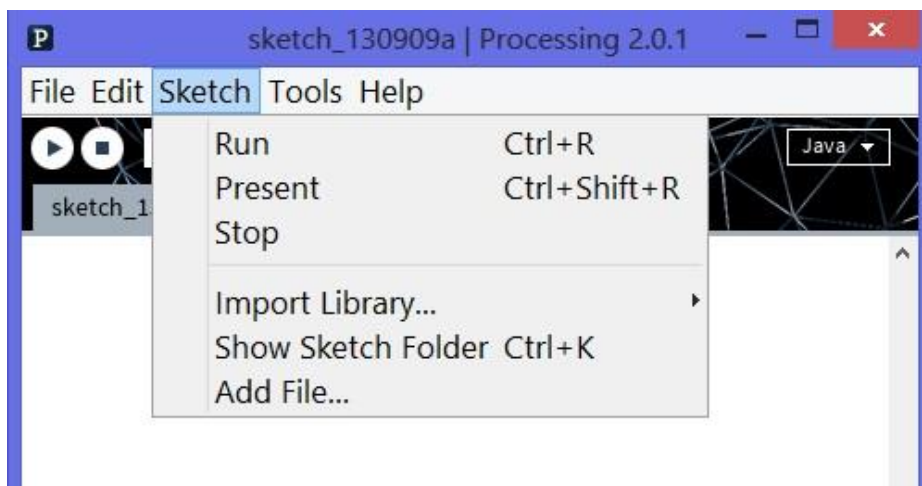 P sketch_130909a | Processing 2.0.1
File Edit Sketch Tools Help
Run Ctrl+R
Java
Present Ctrl+Shift+R
sketch_1
Stop
Import Library...
Show Sketch Folder Ctrl+K
Add File...